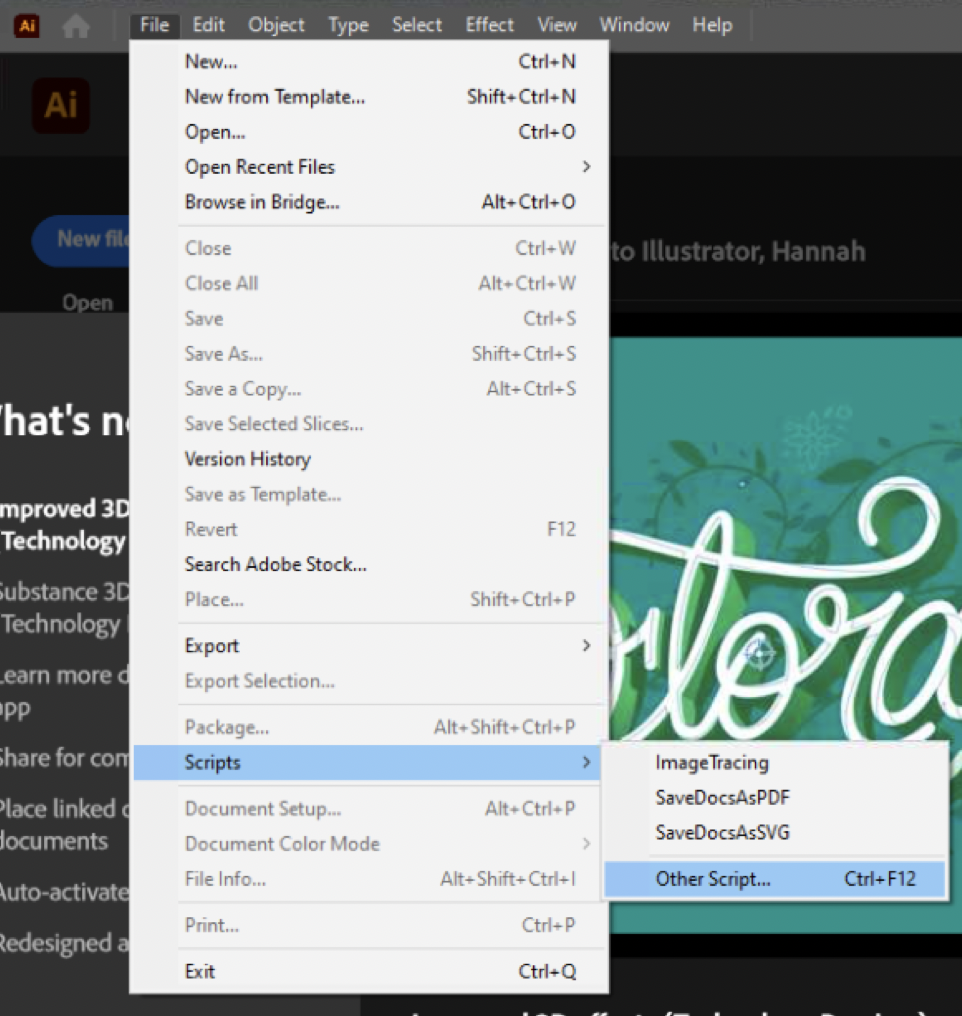 Ai
File Edit Object Type Select Effect View Window Help
Ai
New... Ctrl+N
New from Template... Shift+Ctrl+N
Open... Ctrl+O
Open Recent Files >
Browse in Bridge... Alt+Ctrl+O
Close Ctrl+W
Close All Alt+Ctrl+W
Save Ctrl+S
Save As... Shift+Ctrl+S
Save a Copy... Alt+Ctrl+S
Save Selected Slices...
Version History
Save as Template...
Revert F12
Search Adobe Stock...
Place... Shift+Ctrl+P
Export >
Export Selection...
Package... Alt+Shift+Ctrl+P
Scripts >
Document Setup... Alt+Ctrl+P
Document Color Mode >
File Info... Alt+Shift+Ctrl+I
Print... Ctrl+P
Exit Ctrl+Q
ImageTracing
SaveDocsAsPDF
SaveDocsAsSVG
Other Script... Ctrl+F12
New file
Open
to Illustrator, Hannah
hat's n
mproved 3D
(Technology
Substance 3D
(Technology
Learn more
app
Share for com
Place linked
documents
Auto-activate
Redesigned a